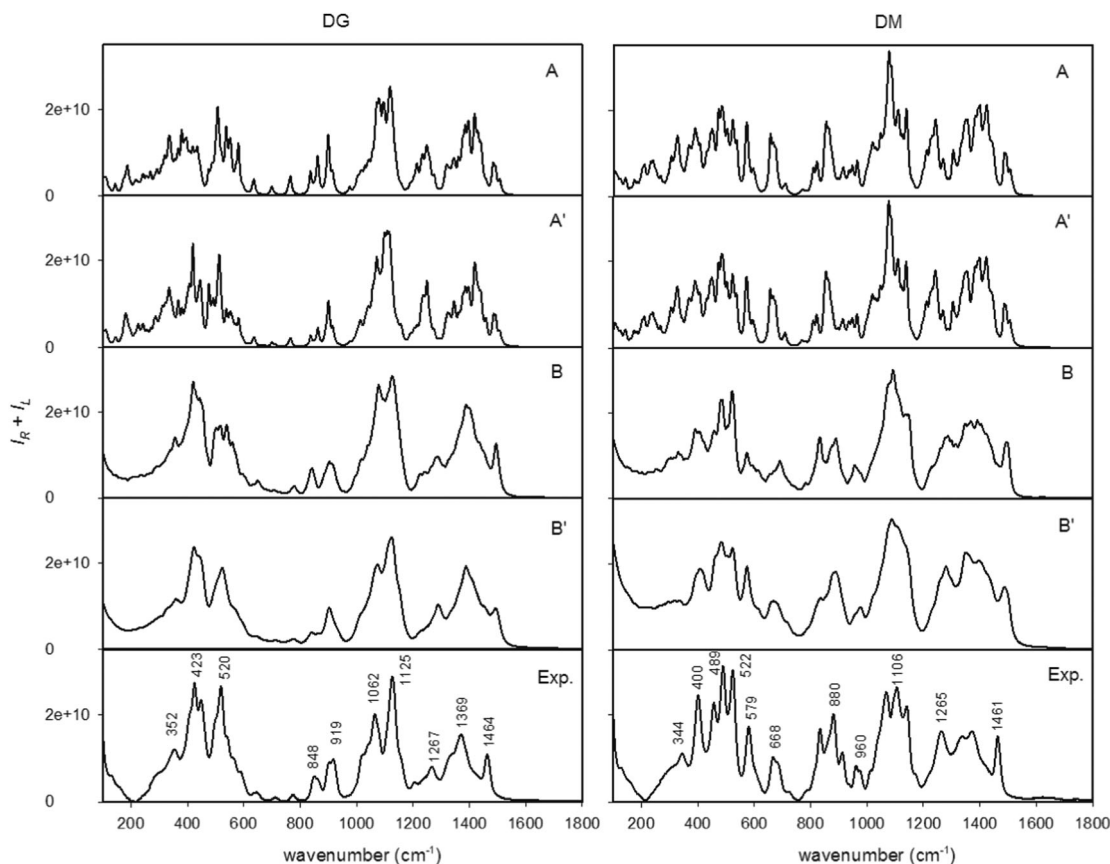 DG
DM
A
A
2e+10
0
A'
A'
2e+10
0
B
B
2e+10
0
I_R + I_L
B'
B'
2e+10
0
Exp.
Exp.
352
423
520
848
919
1062
1125
1267
1369
1464
344
400
489
522
579
668
880
960
1106
1265
1461
2e+10
0
200 400 600 800 1000 1200 1400 1600 1800
200 400 600 800 1000 1200 1400 1600 1800
wavenumber (cm⁻¹)
wavenumber (cm⁻¹)